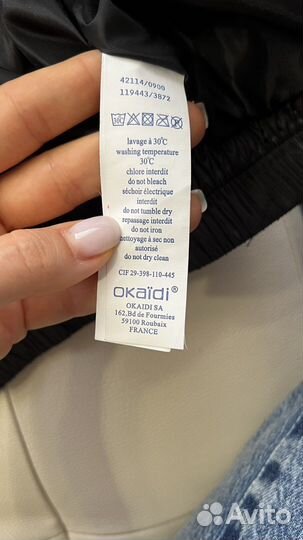 42114/0900
119443/3872
lavage à 30°C
washing temperature
30°C
chlore interdit
do not bleach
séchoir électrique
interdit
do not tumble dry
repassage interdit
do not iron
nettoyage à sec non
autorisé
do not dry clean
CIF 29-398-110-445
oKaïdi®
OKAIDI SA
162,Bd de Fourmies
59100 Roubaix
FRANCE
Avito